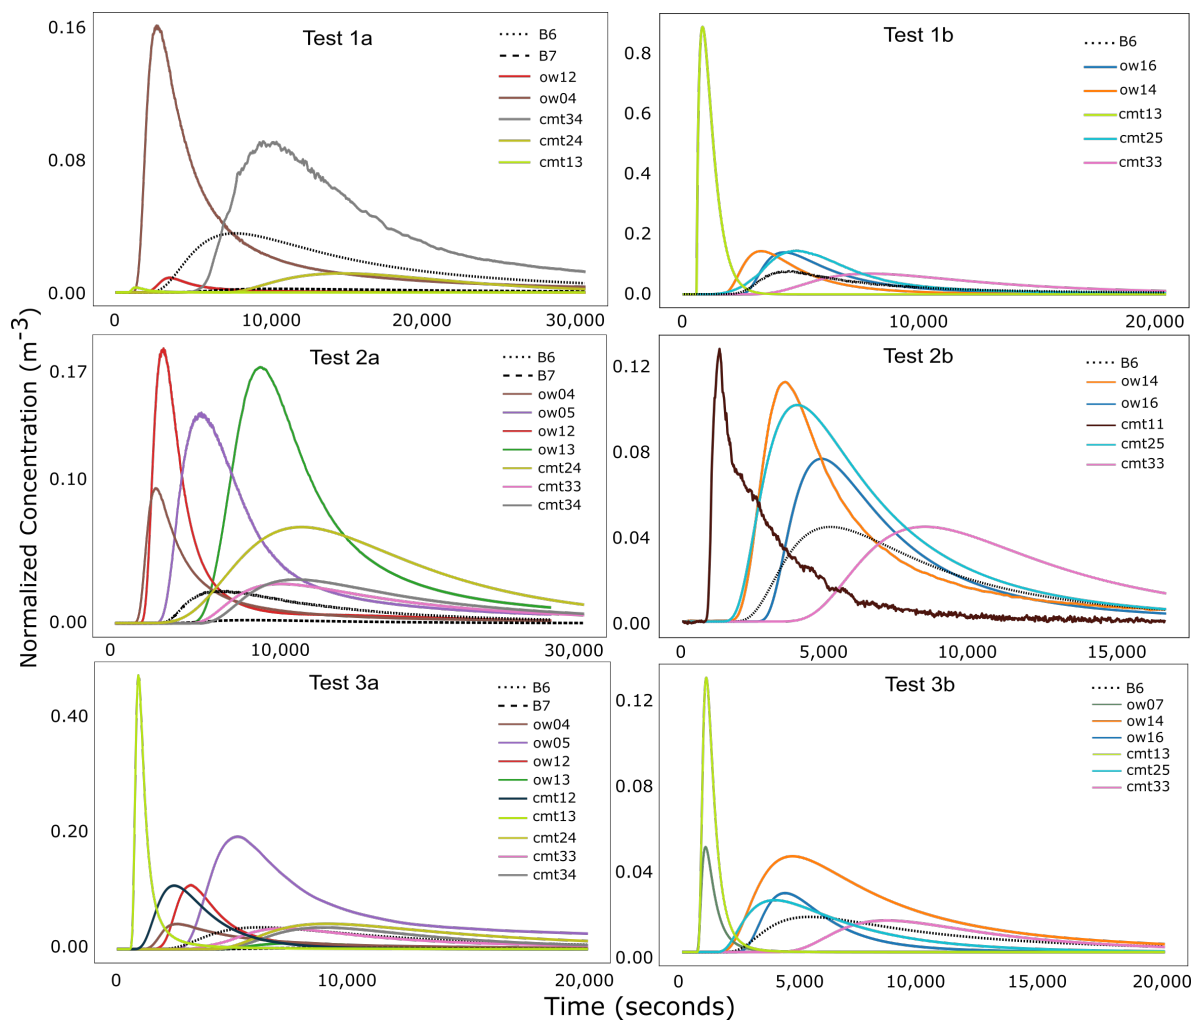 Normalized Concentration (m⁻³)
Test 1a
0.16
0.08
0.00
0
10,000
20,000
30,000
B6
B7
ow12
ow04
cmt34
cmt24
cmt13
Test 1b
0.8
0.6
0.4
0.2
0.0
0
10,000
20,000
B6
ow16
ow14
cmt13
cmt25
cmt33
Test 2a
0.17
0.10
0.00
0
10,000
30,000
B6
B7
ow04
ow05
ow12
ow13
cmt24
cmt33
cmt34
Test 2b
0.12
0.08
0.04
0.00
0
5,000
10,000
15,000
B6
ow14
ow16
cmt11
cmt25
cmt33
Test 3a
0.40
0.20
0.00
0
10,000
20,000
B6
B7
ow04
ow05
ow12
ow13
cmt12
cmt13
cmt24
cmt33
cmt34
Test 3b
0.12
0.08
0.04
0.00
0
5,000
10,000
15,000
20,000
B6
ow07
ow14
ow16
cmt13
cmt25
cmt33
Time (seconds)